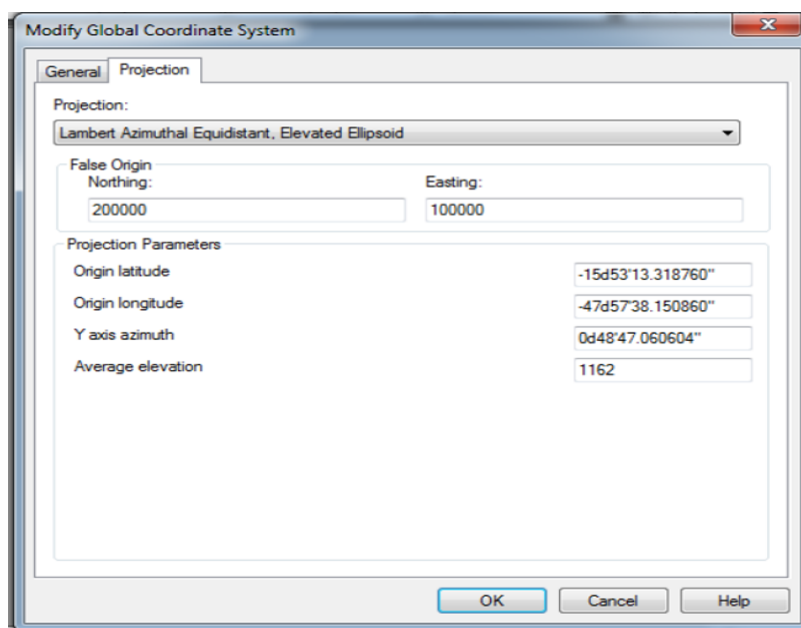 Modify Global Coordinate System
General Projection
Projection:
Lambert Azimuthal Equidistant, Elevated Ellipsoid
False Origin
Northing: Easting:
200000 100000
Projection Parameters
Origin latitude -15d53'13.318760"
Origin longitude -47d57'38.150860"
Y axis azimuth 0d48'47.060604"
Average elevation 1162
OK Cancel Help